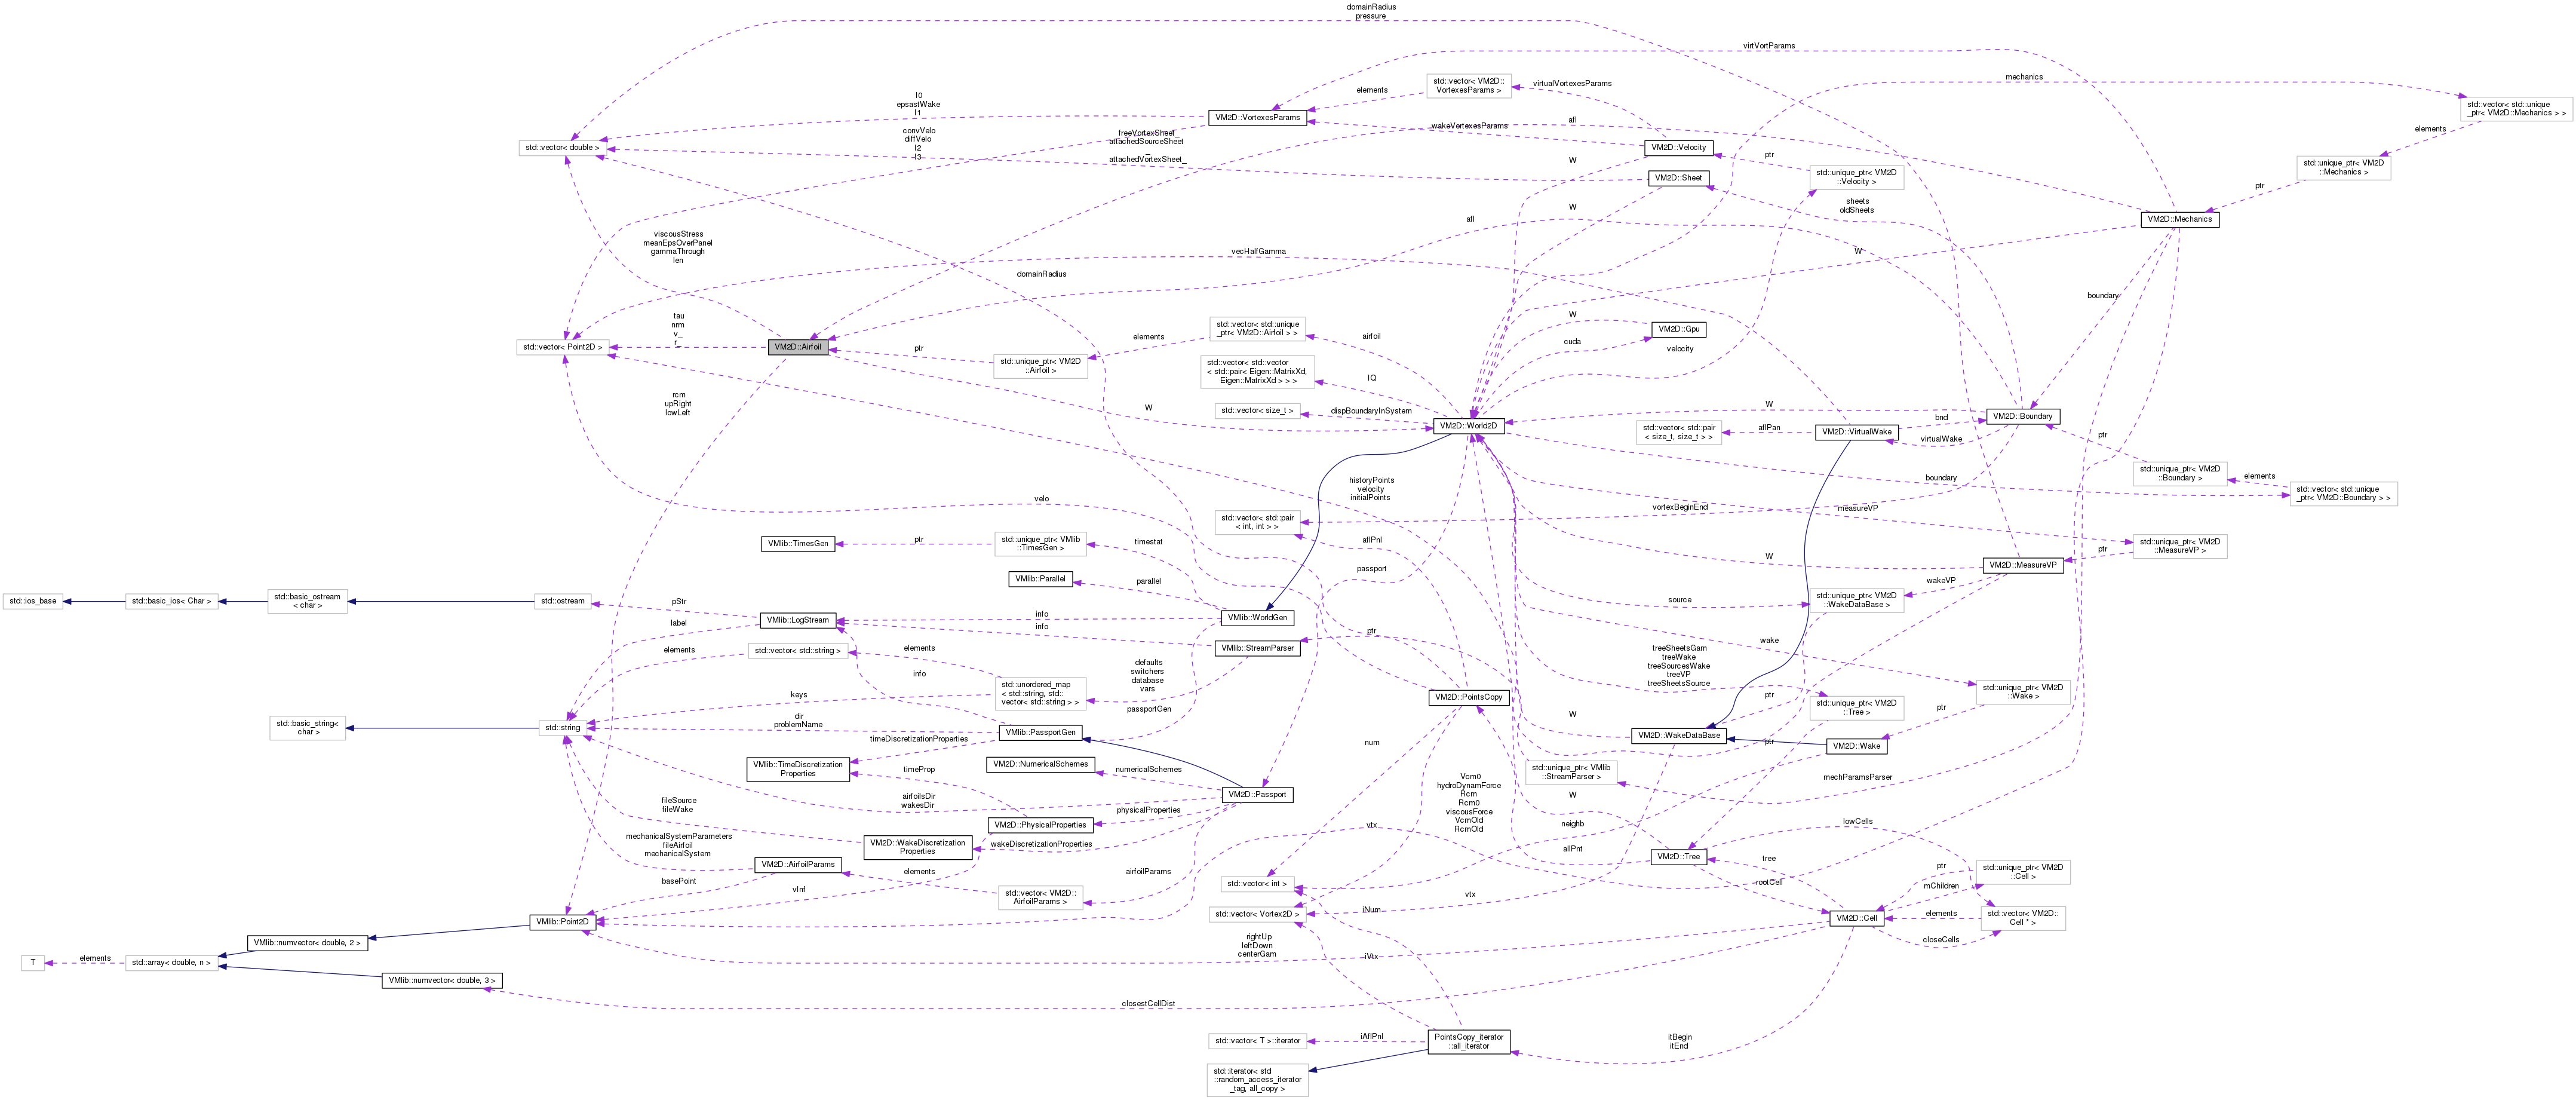 domainRadius
pressure
virtVortParams
mechanics
std::vector< VM2D::
VortexesParams >
virtualVortexesParams
elements
l0
epsastWake
l1
VM2D::VortexesParams
wakeVortexesParams
afl
std::vector< std::unique
_ptr< VM2D::Mechanics > >
elements
convVelo
diffVelo
l2
l3
freeVortexSheet_
attachedSourceSheet
_
attachedVortexSheet_
std::vector< double >
VM2D::Velocity
ptr
W
std::unique_ptr< VM2D
::Mechanics >
VM2D::Sheet
std::unique_ptr< VM2D
::Velocity >
ptr
sheets
oldSheets
W
afl
VM2D::Mechanics
viscousStress
meanEpsOverPanel
gammaThrough
len
vecHalfGamma
W
domainRadius
boundary
tau
nrm
v_
r_
std::vector< std::unique
_ptr< VM2D::Airfoil > >
W
VM2D::Gpu
elements
airfoil
cuda
velocity
std::vector< Point2D >
VM2D::Airfoil
ptr
std::unique_ptr< VM2D
::Airfoil >
std::vector< std::vector
< std::pair< Eigen::MatrixXd,
Eigen::MatrixXd > > >
IQ
rcm
upRight
lowLeft
W
std::vector< size_t >
dispBoundaryInSystem
W
VM2D::World2D
bnd
VM2D::Boundary
aflPan
std::vector< std::pair
< size_t, size_t > >
VM2D::VirtualWake
virtualWake
ptr
std::unique_ptr< VM2D
::Boundary >
elements
std::vector< std::unique
_ptr< VM2D::Boundary > >
boundary
historyPoints
velocity
initialPoints
velo
vortexBeginEnd
measureVP
std::vector< std::pair
< int, int > >
VMlib::TimesGen
ptr
std::unique_ptr< VMlib
::TimesGen >
timestat
aflPnl
std::unique_ptr< VM2D
::MeasureVP >
ptr
W
VM2D::MeasureVP
passport
VMlib::Parallel
parallel
wakeVP
std::ios_base
std::basic_ios< Char >
std::basic_ostream
< char >
std::ostream
pStr
source
std::unique_ptr< VM2D
::WakeDataBase >
VMlib::LogStream
info
VMlib::WorldGen
label
info
ptr
wake
VMlib::StreamParser
std::vector< std::string >
elements
elements
defaults
switchers
database
vars
treeSheetsGam
treeWake
treeSourcesWake
treeVP
treeSheetsSource
info
std::unordered_map
< std::string, std::
vector< std::string > >
keys
std::unique_ptr< VM2D
::Wake >
VM2D::PointsCopy
ptr
std::unique_ptr< VM2D
::Tree >
passportGen
dir
problemName
std::basic_string<
char >
std::string
VMlib::PassportGen
W
ptr
timeDiscretizationProperties
num
VM2D::WakeDataBase
ptr
VM2D::Wake
VMlib::TimeDiscretization
Properties
timeProp
VM2D::NumericalSchemes
numericalSchemes
std::unique_ptr< VMlib
::StreamParser >
mechParamsParser
airfoilsDir
wakesDir
VM2D::Passport
Vcm0
hydroDynamForce
Rcm
Rcm0
viscousForce
VcmOld
RcmOld
W
fileSource
fileWake
physicalProperties
VM2D::PhysicalProperties
vtx
neighb
lowCells
mechanicalSystemParameters
fileAirfoil
mechanicalSystem
VM2D::WakeDiscretization
Properties
wakeDiscretizationProperties
allPnt
VM2D::Tree
tree
VM2D::AirfoilParams
elements
airfoilParams
ptr
std::unique_ptr< VM2D
::Cell >
basePoint
vInf
std::vector< VM2D::
AirfoilParams >
std::vector< int >
vtx
rootCell
mChildren
iNum
std::vector< Vortex2D >
VMlib::Point2D
VM2D::Cell
elements
std::vector< VM2D::
Cell * >
closeCells
VMlib::numvector< double, 2 >
rightUp
leftDown
centerGam
iVtx
T
elements
std::array< double, n >
VMlib::numvector< double, 3 >
closestCellDist
std::vector< T >::iterator
iAflPnl
PointsCopy_iterator
::all_iterator
itBegin
itEnd
std::iterator< std
::random_access_iterator
_tag, all_copy >